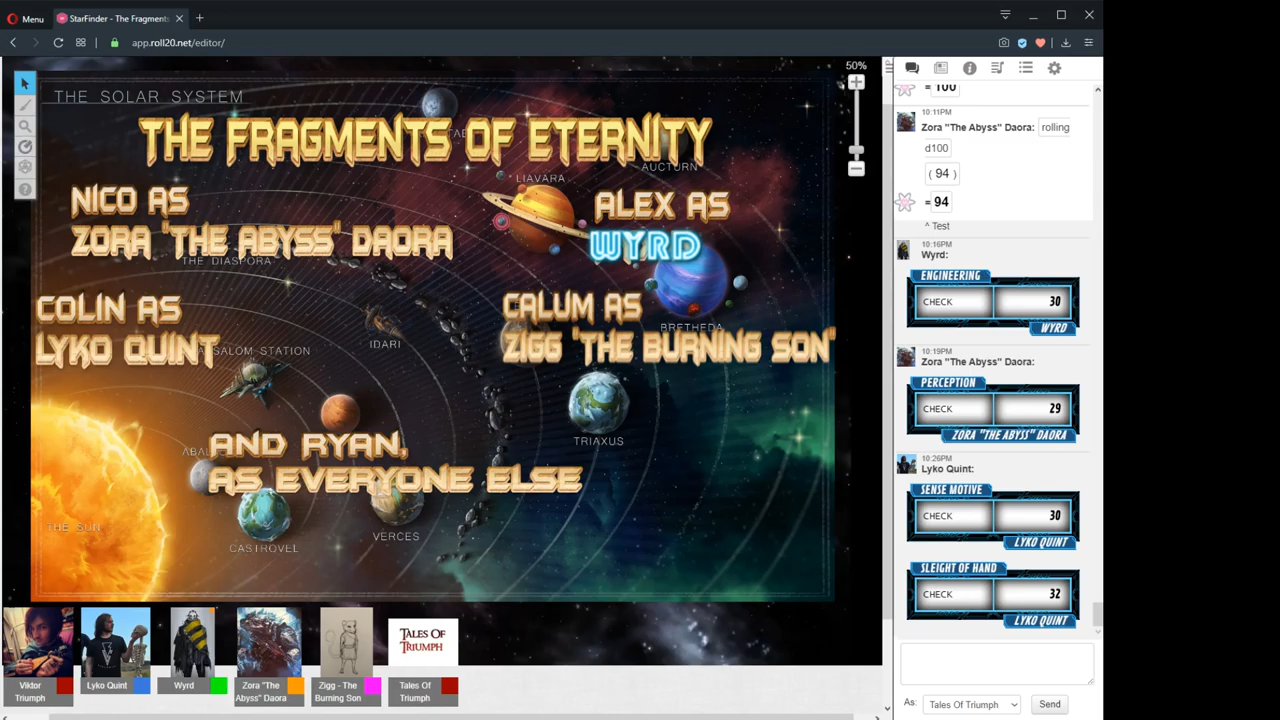 Menu
StarFinder - The Fragments
app.roll20.net/editor/
50%
THE SOLAR SYSTEM
THE FRAGMENTS OF ETERNITY
AUCTURN
LIAVARA
NICO AS
ZORA "THE ABYSS" DAORA
THE DIASPORA
ALEX AS
WYRD
BRETHEDA
COLIN AS
LYKO QUINT
ABSALOM STATION
IDARI
CALUM AS
ZIGG "THE BURNING SON"
TRIAXUS
AND RYAN,
AS EVERYONE ELSE
THE SUN
CASTROVEL
VERCES
Viktor Triumph
Lyko Quint
Wyrd
Zora "The Abyss" Daora
Zigg - The Burning Son
TALES OF TRIUMPH
Tales Of Triumph
= 100
10:11PM
Zora "The Abyss" Daora: rolling
d100
( 94 )
= 94
^ Test
10:16PM
Wyrd:
ENGINEERING
CHECK 30
WYRD
10:19PM
Zora "The Abyss" Daora:
PERCEPTION
CHECK 29
ZORA "THE ABYSS" DAORA
10:26PM
Lyko Quint:
SENSE MOTIVE
CHECK 30
LYKO QUINT
SLEIGHT OF HAND
CHECK 32
LYKO QUINT
As: Tales Of Triumph Send